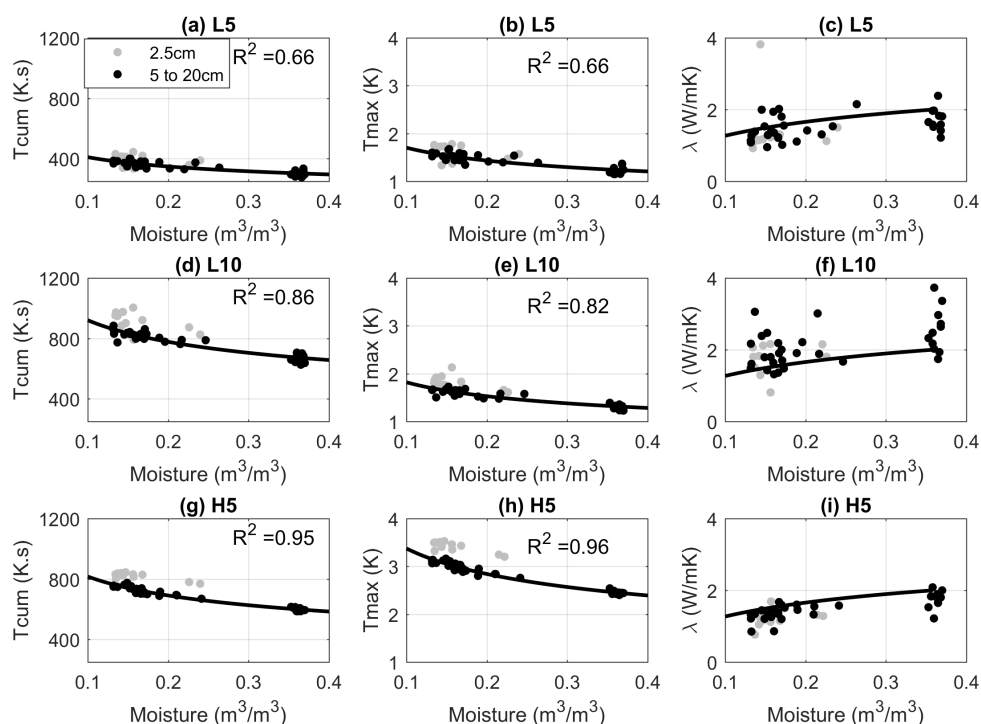 (a) L5
1200
800
400
Tcum (K.s)
2.5cm
5 to 20cm
R² =0.66
0.1 0.2 0.3 0.4
Moisture (m³/m³)
(b) L5
4
3
2
1
Tmax (K)
R² =0.66
0.1 0.2 0.3 0.4
Moisture (m³/m³)
(c) L5
4
2
0
λ (W/mK)
0.1 0.2 0.3 0.4
Moisture (m³/m³)
(d) L10
1200
800
400
Tcum (K.s)
R² =0.86
0.1 0.2 0.3 0.4
Moisture (m³/m³)
(e) L10
4
3
2
1
Tmax (K)
R² =0.82
0.1 0.2 0.3 0.4
Moisture (m³/m³)
(f) L10
4
2
0
λ (W/mK)
0.1 0.2 0.3 0.4
Moisture (m³/m³)
(g) H5
1200
800
400
Tcum (K.s)
R² =0.95
0.1 0.2 0.3 0.4
Moisture (m³/m³)
(h) H5
4
3
2
1
Tmax (K)
R² =0.96
0.1 0.2 0.3 0.4
Moisture (m³/m³)
(i) H5
4
2
0
λ (W/mK)
0.1 0.2 0.3 0.4
Moisture (m³/m³)